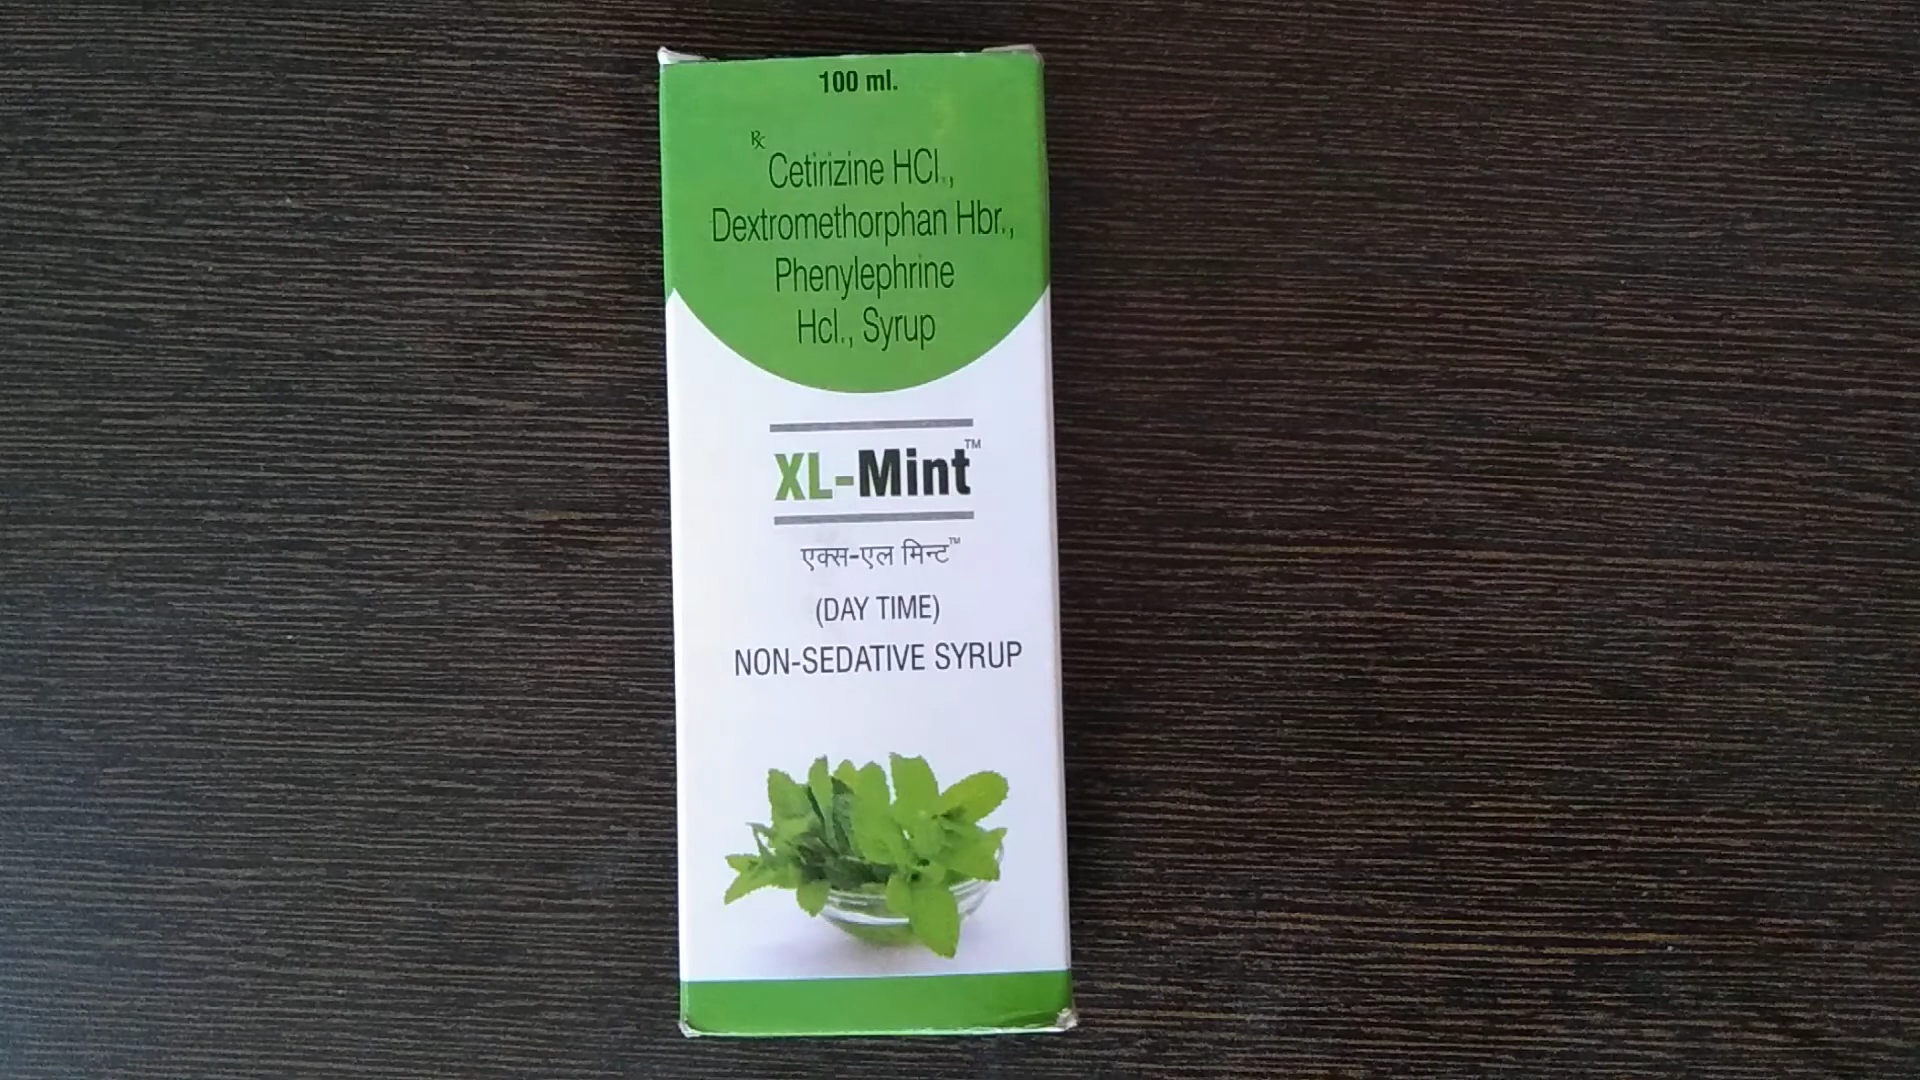 100 ml.
℞
Cetirizine HCl.,
Dextromethorphan Hbr.,
Phenylephrine
Hcl., Syrup
XL-Mint™
एक्स-एल मिन्ट™
(DAY TIME)
NON-SEDATIVE SYRUP